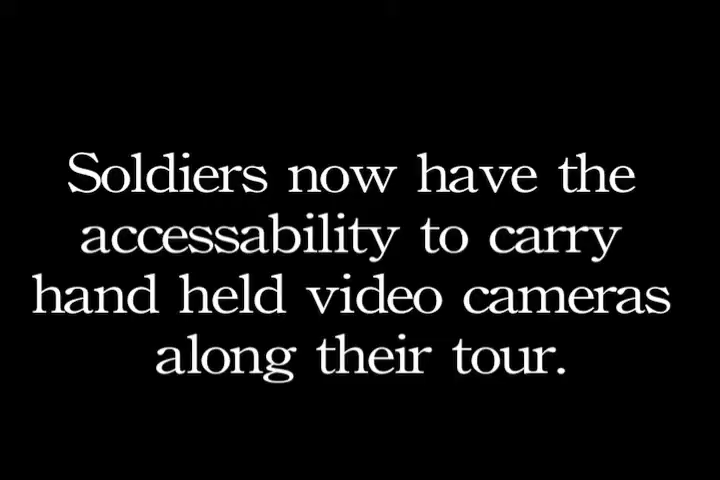 Soldiers now have the
accessability to carry
hand held video cameras
along their tour.